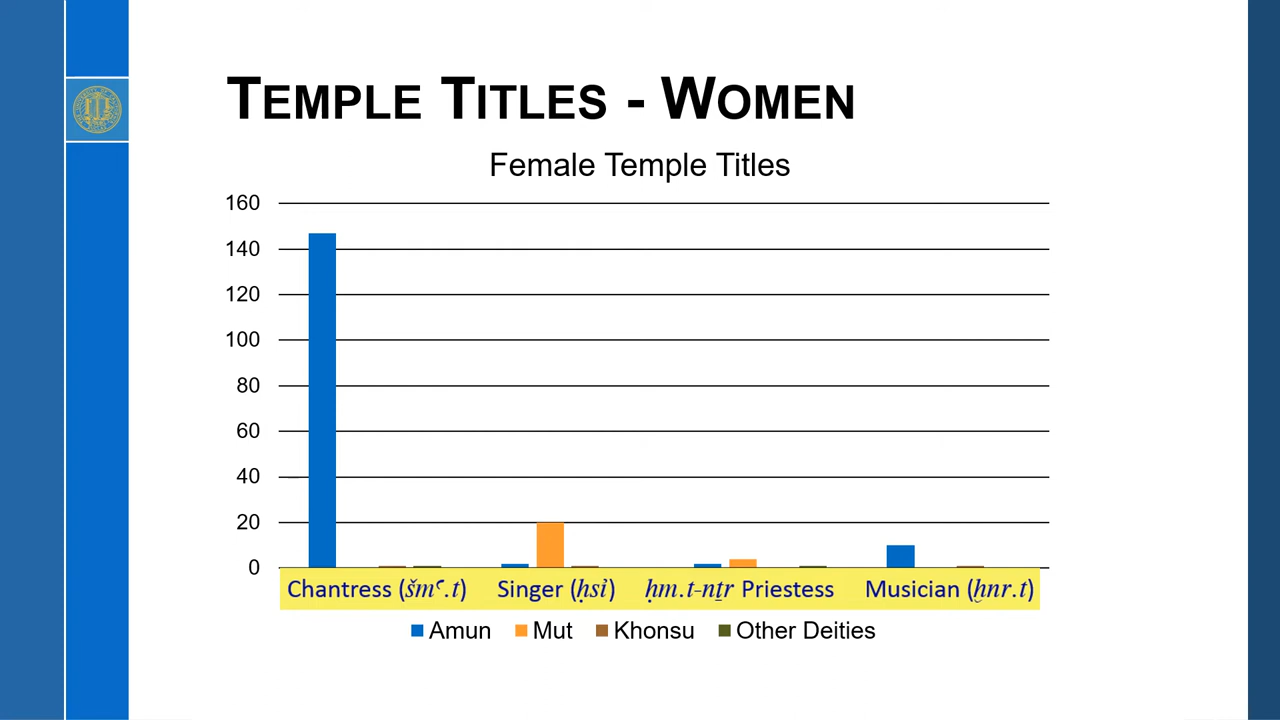 TEMPLE TITLES - WOMEN
Female Temple Titles
160
140
120
100
80
60
40
20
0
Chantress (šmꜥ.t) Singer (ḥsi҆) ḥm.t-nṯr Priestess Musician (ḫnr.t)
Amun Mut Khonsu Other Deities